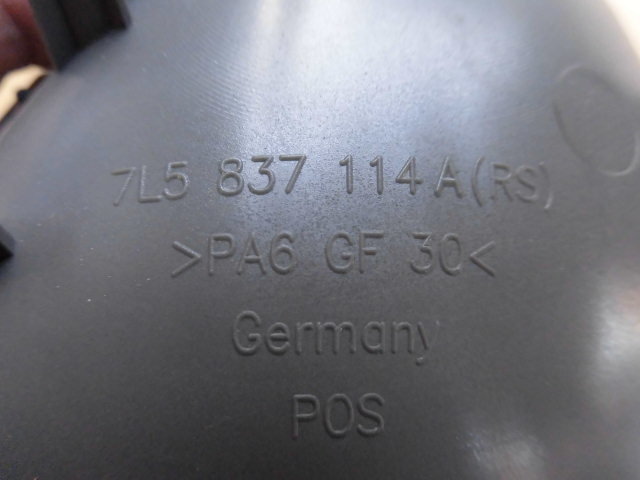 7L5 837 114 A (RS)
>PA6 GF 30<
Germany
POS